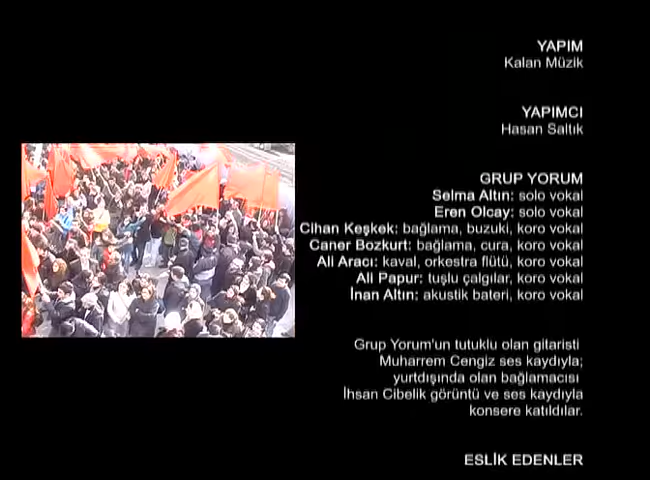 YAPIM
Kalan Müzik
YAPIMCI
Hasan Saltık
GRUP YORUM
Selma Altın: solo vokal
Eren Olcay: solo vokal
Cihan Keşkek: bağlama, buzuki, koro vokal
Caner Bozkurt: bağlama, cura, koro vokal
Ali Aracı: kaval, orkestra flütü, koro vokal
Ali Papur: tuşlu çalgılar, koro vokal
İnan Altın: akustik bateri, koro vokal
Grup Yorum'un tutuklu olan gitaristi
Muharrem Cengiz ses kaydıyla;
yurtdışında olan bağlamacısı
İhsan Cibelik görüntü ve ses kaydıyla
konsere katıldılar.
ESLİK EDENLER